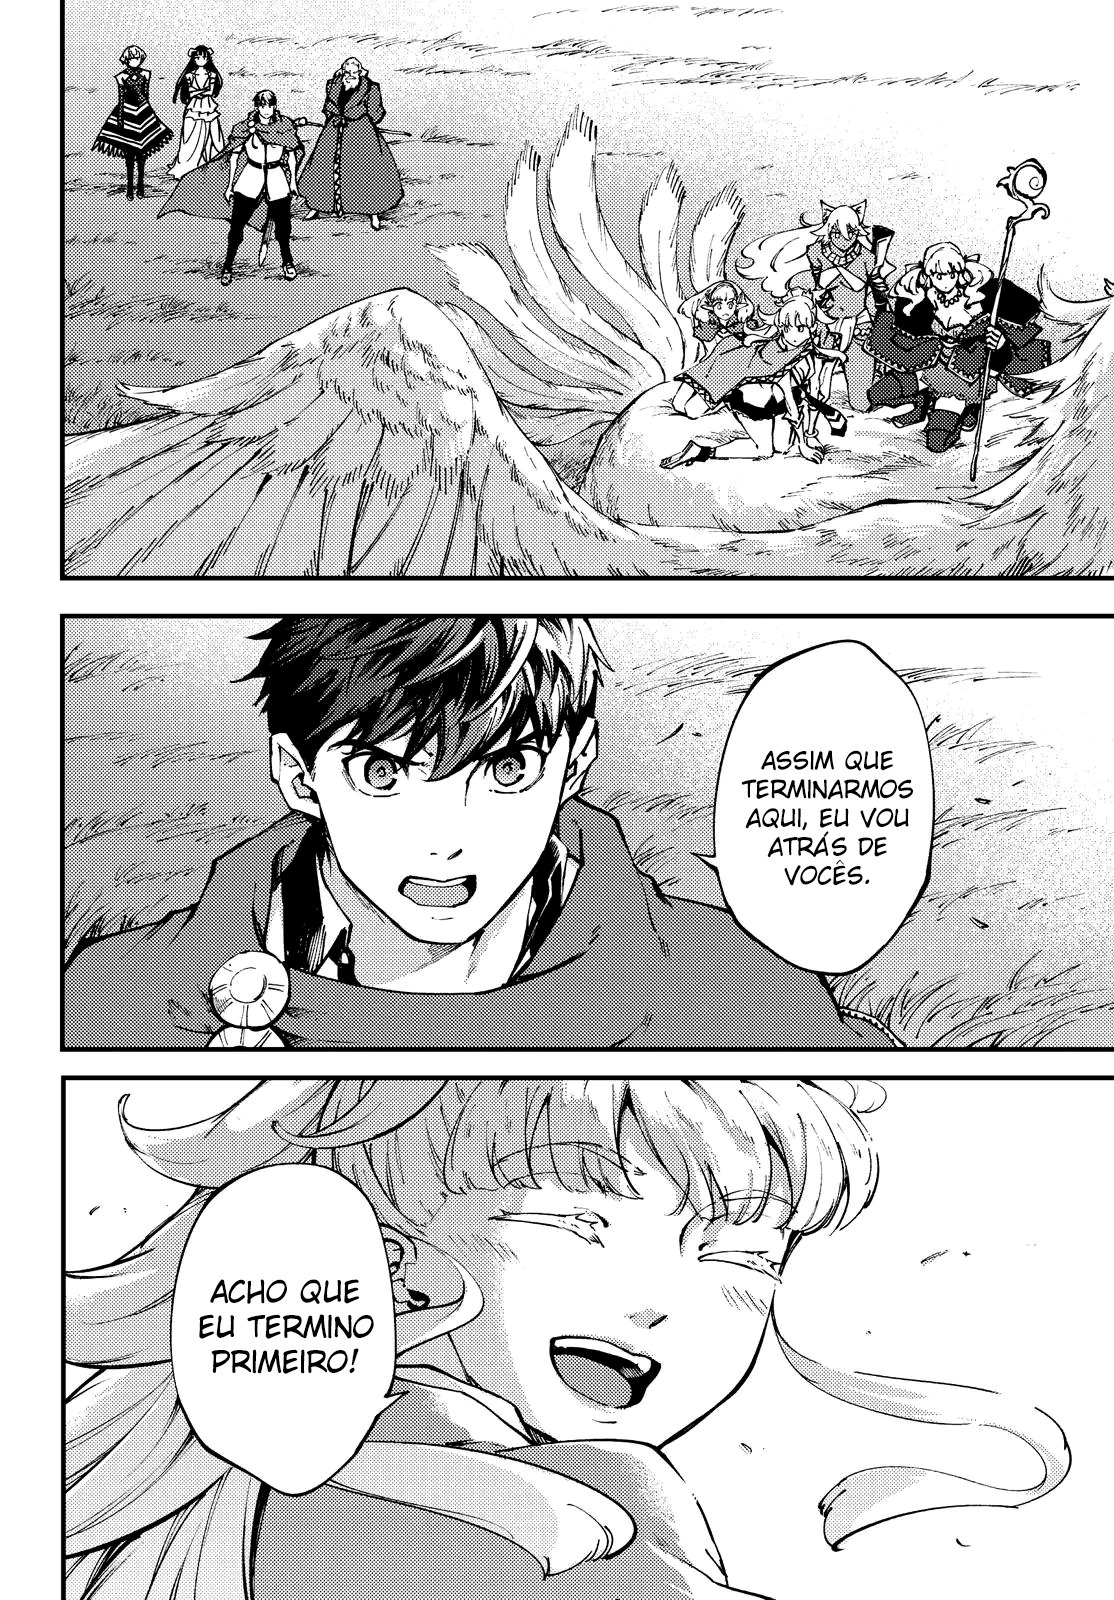 ASSIM QUE
TERMINARMOS
AQUI, EU VOU
ATRÁS DE
VOCÊS.
ACHO QUE
EU TERMINO
PRIMEIRO!